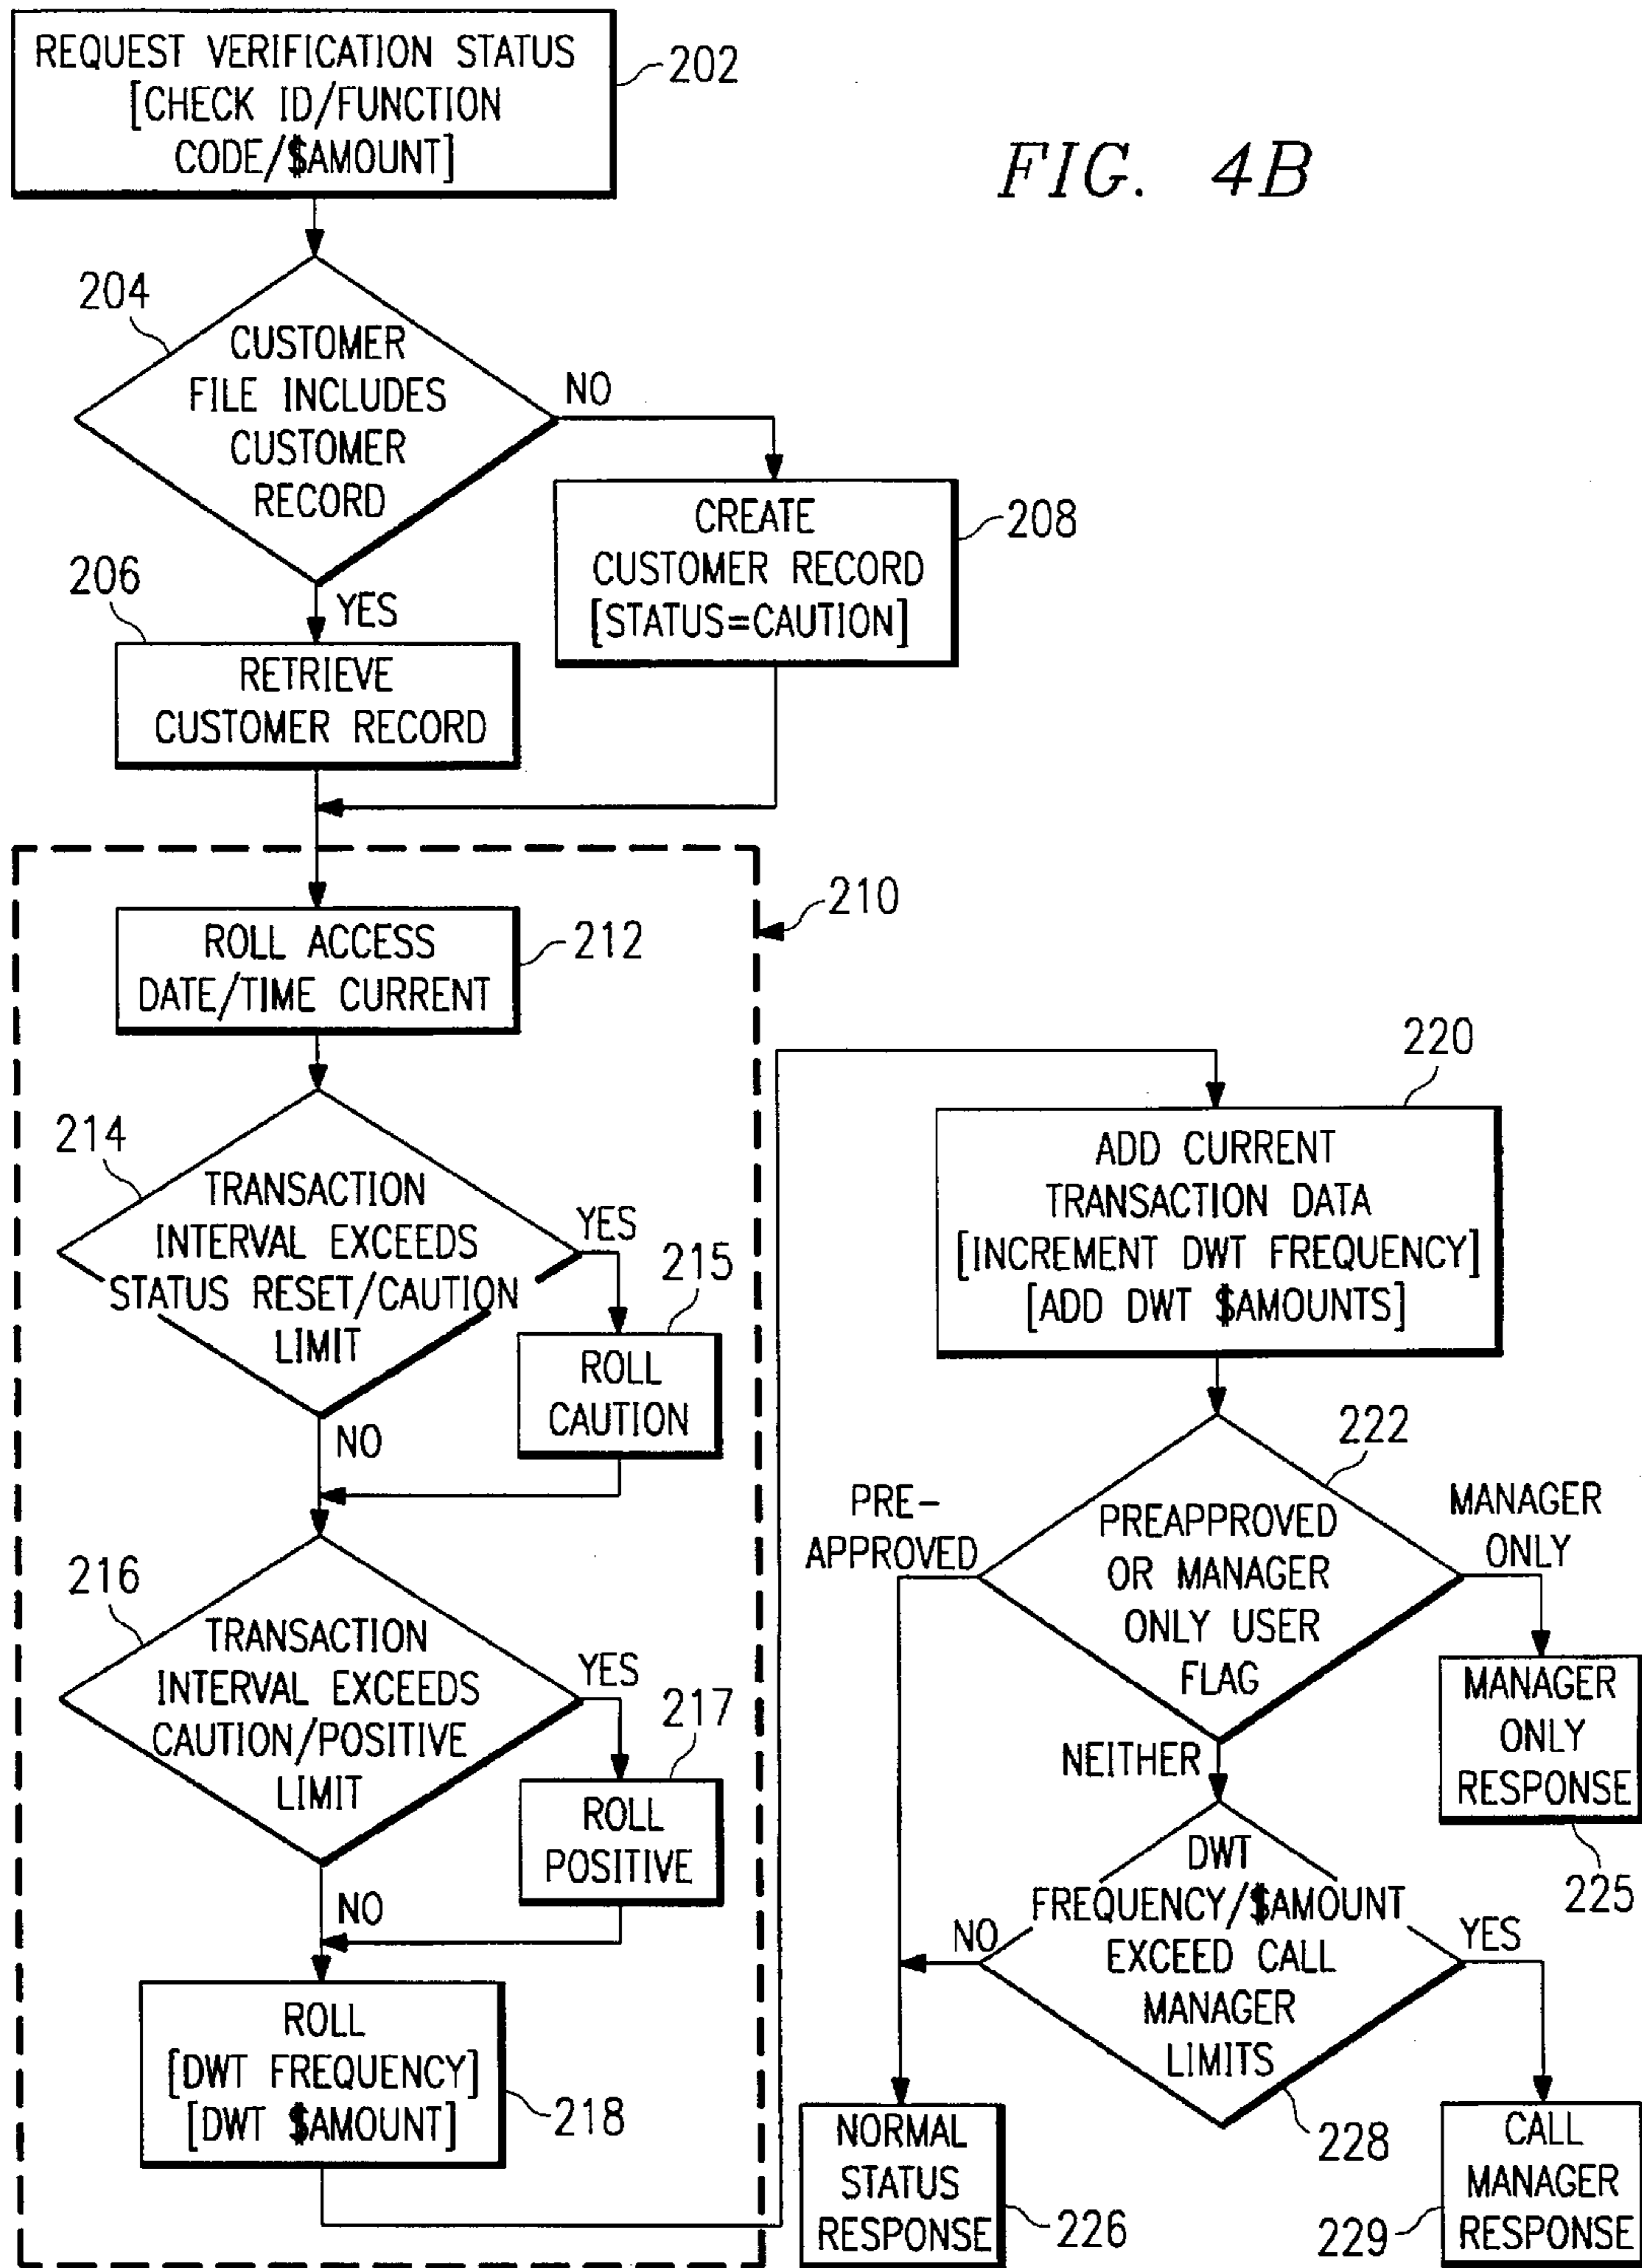 REQUEST VERIFICATION STATUS
[CHECK ID/FUNCTION
CODE/$AMOUNT]
202
FIG. 4B
204
CUSTOMER
FILE INCLUDES
CUSTOMER
RECORD
NO
YES
206
RETRIEVE
CUSTOMER RECORD
CREATE
CUSTOMER RECORD
[STATUS=CAUTION]
208
210
ROLL ACCESS
DATE/TIME CURRENT
212
214
TRANSACTION
INTERVAL EXCEEDS
STATUS RESET/CAUTION
LIMIT
YES
215
ROLL
CAUTION
NO
216
TRANSACTION
INTERVAL EXCEEDS
CAUTION/POSITIVE
LIMIT
YES
217
ROLL
POSITIVE
NO
ROLL
[DWT FREQUENCY]
[DWT $AMOUNT]
218
220
ADD CURRENT
TRANSACTION DATA
[INCREMENT DWT FREQUENCY]
[ADD DWT $AMOUNTS]
222
PREAPPROVED
OR MANAGER
ONLY USER
FLAG
PRE-
APPROVED
MANAGER
ONLY
NEITHER
MANAGER
ONLY
RESPONSE
225
DWT
FREQUENCY/$AMOUNT
EXCEED CALL
MANAGER
LIMITS
NO
YES
228
NORMAL
STATUS
RESPONSE
226
CALL
MANAGER
RESPONSE
229